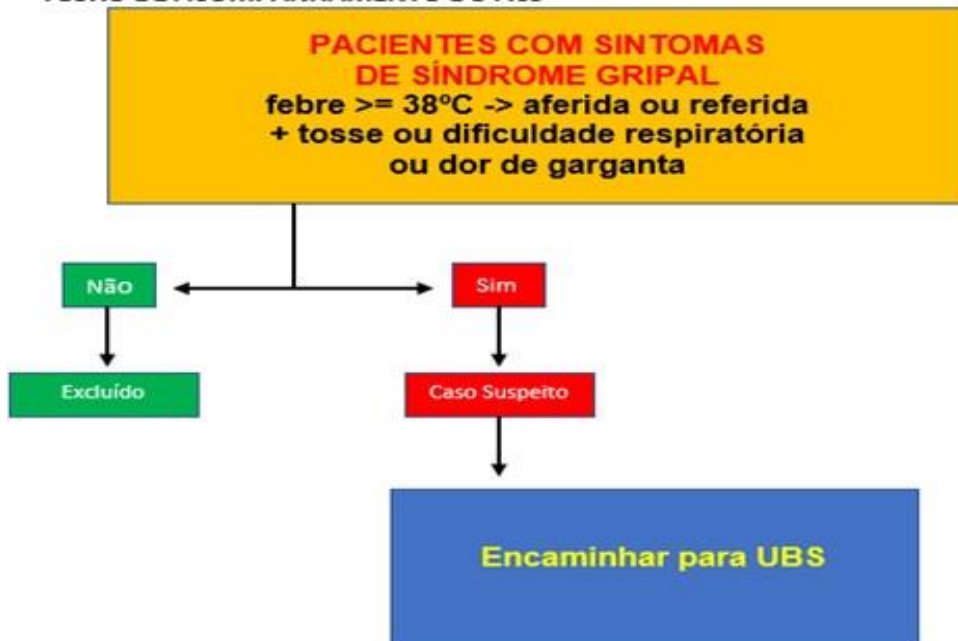 PACIENTES COM SINTOMAS
DE SÍNDROME GRIPAL
febre >= 38ºC -> aferida ou referida
+ tosse ou dificuldade respiratória
ou dor de garganta
Não
Sim
Excluído
Caso Suspeito
Encaminhar para UBS